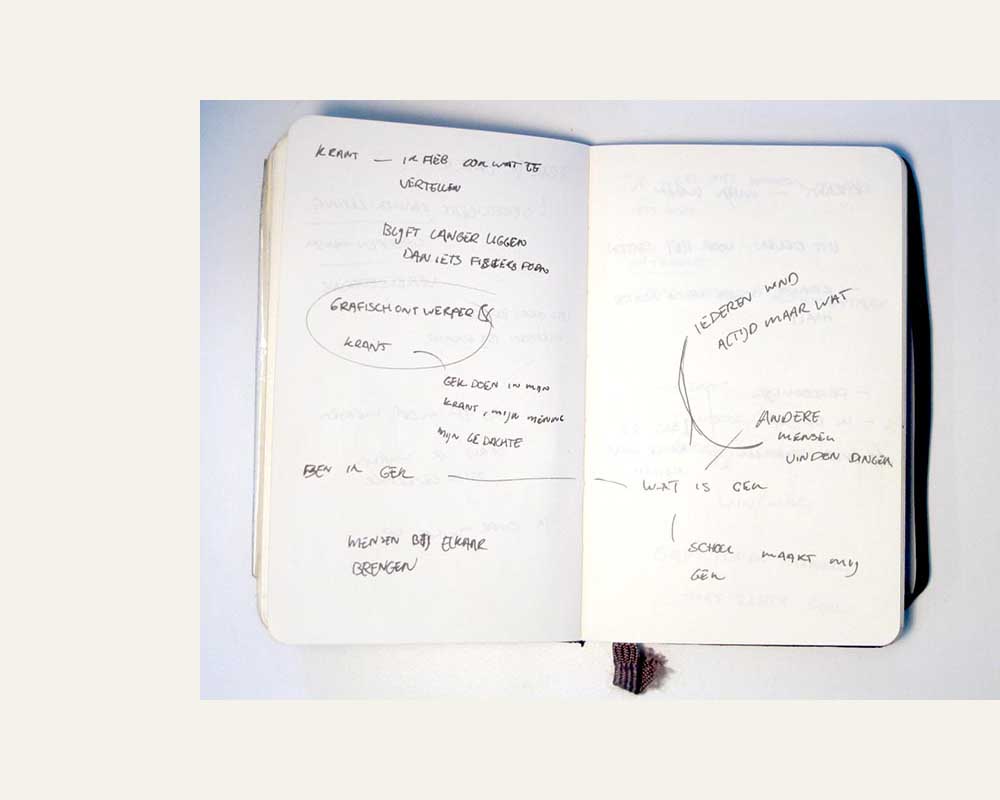 KRANT — IK HEB OOK WAT TE
VERTELLEN
BLIJFT LANGER LIGGEN
DAN IETS
GRAFISCH ONTWERPER
KRANT
GEK DOEN IN MIJN
KRANT, MIJN MENING
MIJN GEDACHTE
BEN IK GEK
MENSEN BIJ ELKAAR
BRENGEN
IEDEREEN VIND
ALTIJD MAAR WAT
ANDERE
MENSEN
VINDEN DINGEN
WAT IS GEK
SCHOOL MAAKT MIJ
GEK